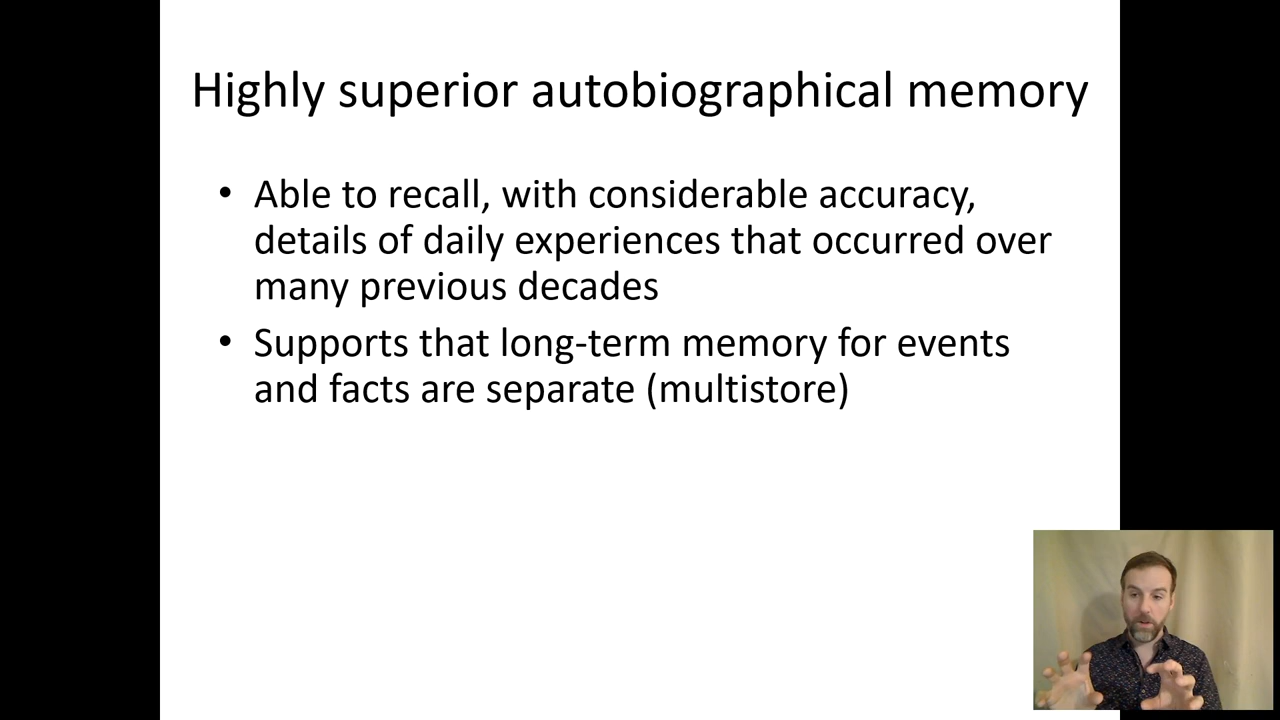 Highly superior autobiographical memory
• Able to recall, with considerable accuracy,
details of daily experiences that occurred over
many previous decades
• Supports that long-term memory for events
and facts are separate (multistore)